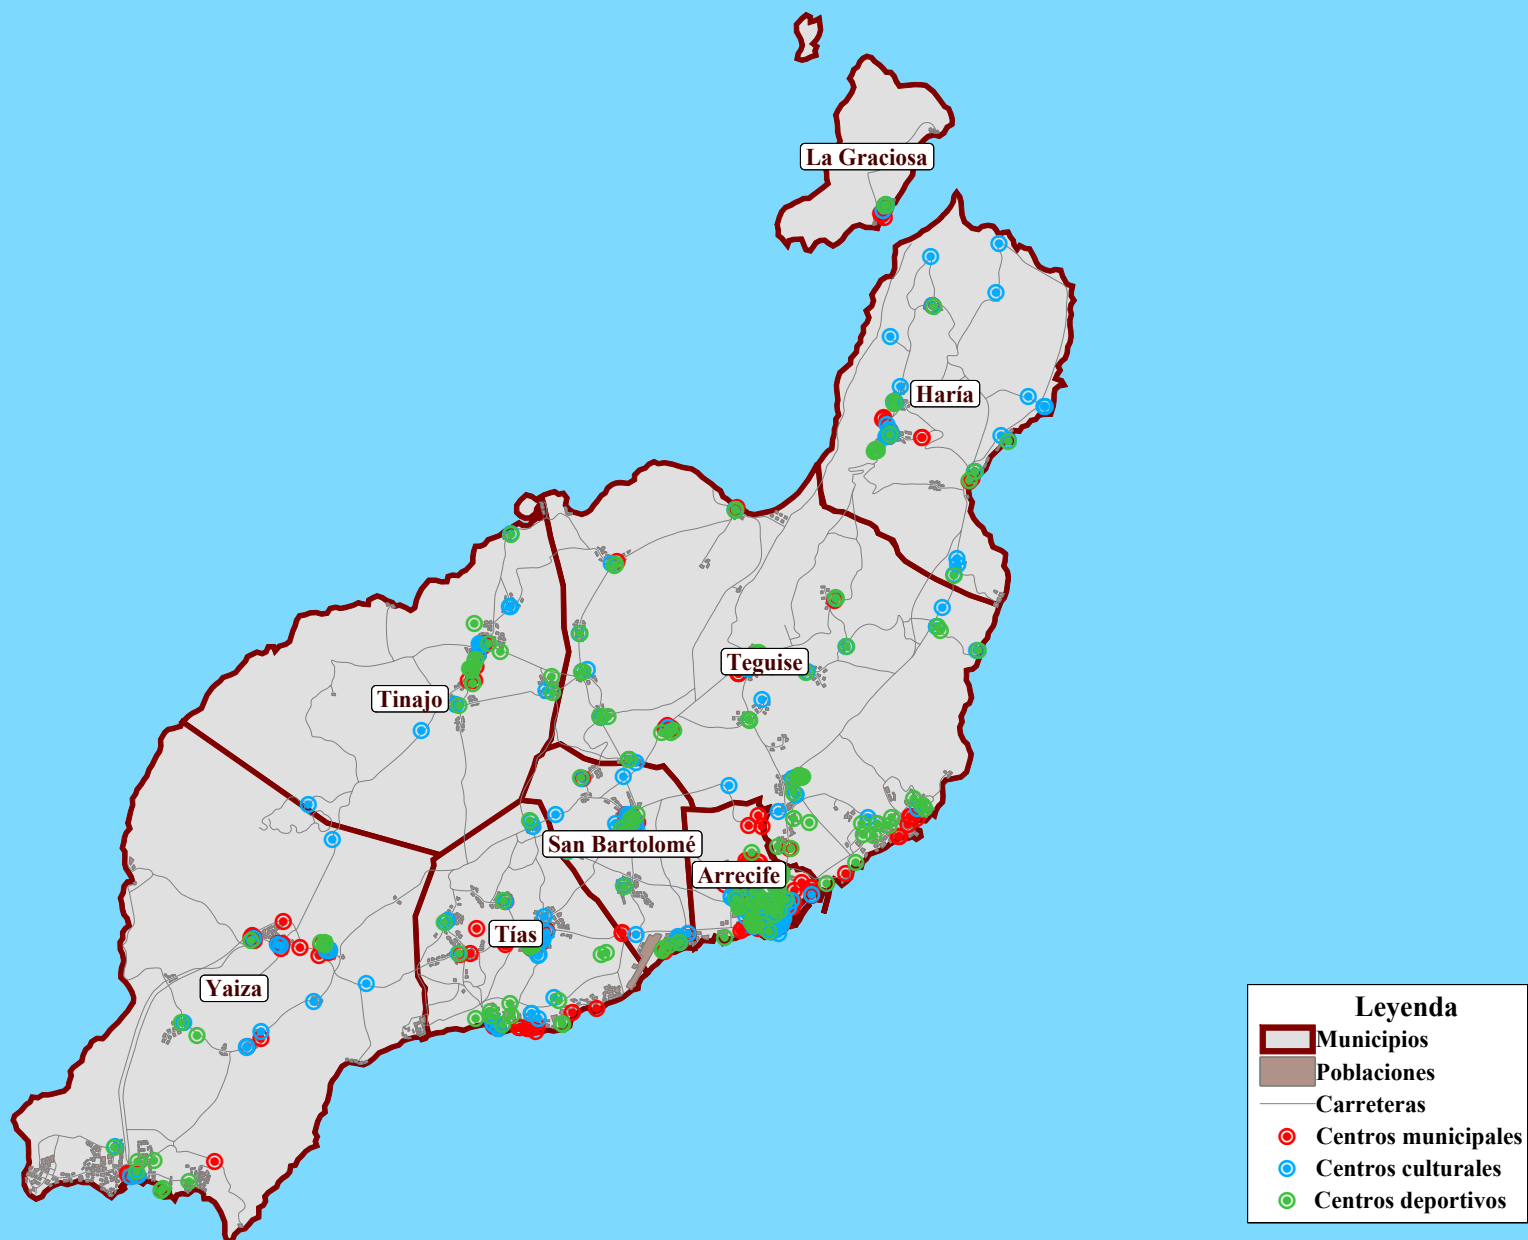 La Graciosa
Haría
Teguise
Tinajo
San Bartolomé
Arrecife
Tías
Yaiza
Leyenda
Municipios
Poblaciones
Carreteras
Centros municipales
Centros culturales
Centros deportivos